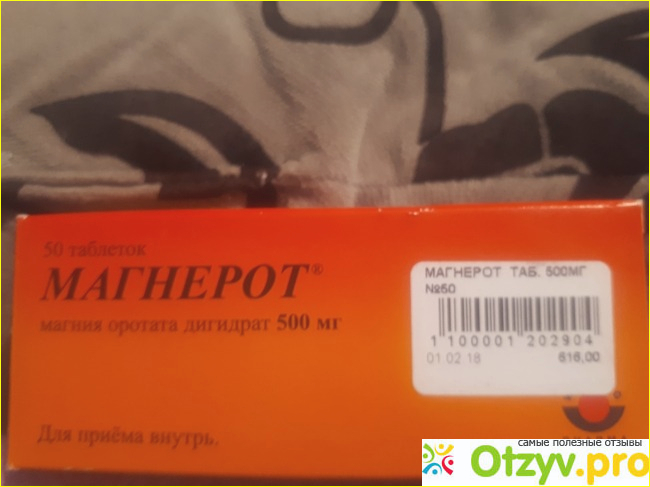 50 таблеток
МАГНЕРОТ®
магния оротата дигидрат 500 мг
МАГНЕРОТ ТАБ. 500МГ
№50
1 100001 202904
01.02.18 616,00
Для приёма внутрь.
самые полезные отзывы
Otzyv.pro